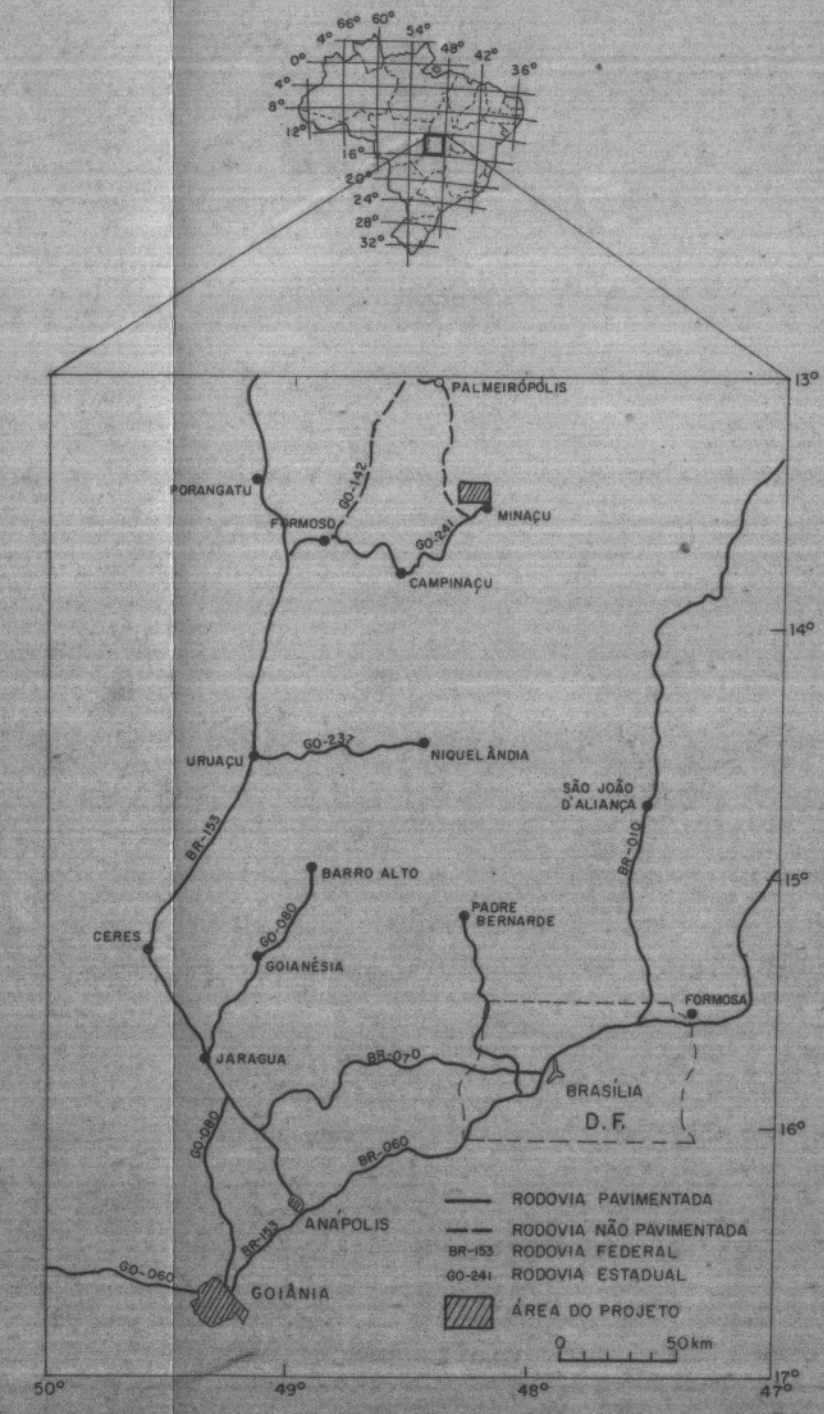 66° 60°
4° 54°
0° 48° 42°
4° 36°
8°
12°
16°
20°
24°
28°
32°
13°
PALMEIRÓPOLIS
PORANGATU
GO-142
MINAÇU
FORMOSO
GO-241
CAMPINAÇU
14°
URUAÇU
GO-237
NIQUELÂNDIA
SÃO JOÃO
D'ALIANÇA
BR-153
BR-010
BARRO ALTO
15°
PADRE
BERNARDE
GO-080
CERES
GOIANÉSIA
FORMOSA
JARAGUA
BR-070
BRASÍLIA
D.F.
16°
GO-080
BR-060
ANÁPOLIS
BR-153
GO-060
GOIÂNIA
RODOVIA PAVIMENTADA
RODOVIA NÃO PAVIMENTADA
BR-153 RODOVIA FEDERAL
GO-241 RODOVIA ESTADUAL
ÁREA DO PROJETO
0 50 km
17°
50° 49° 48° 47°